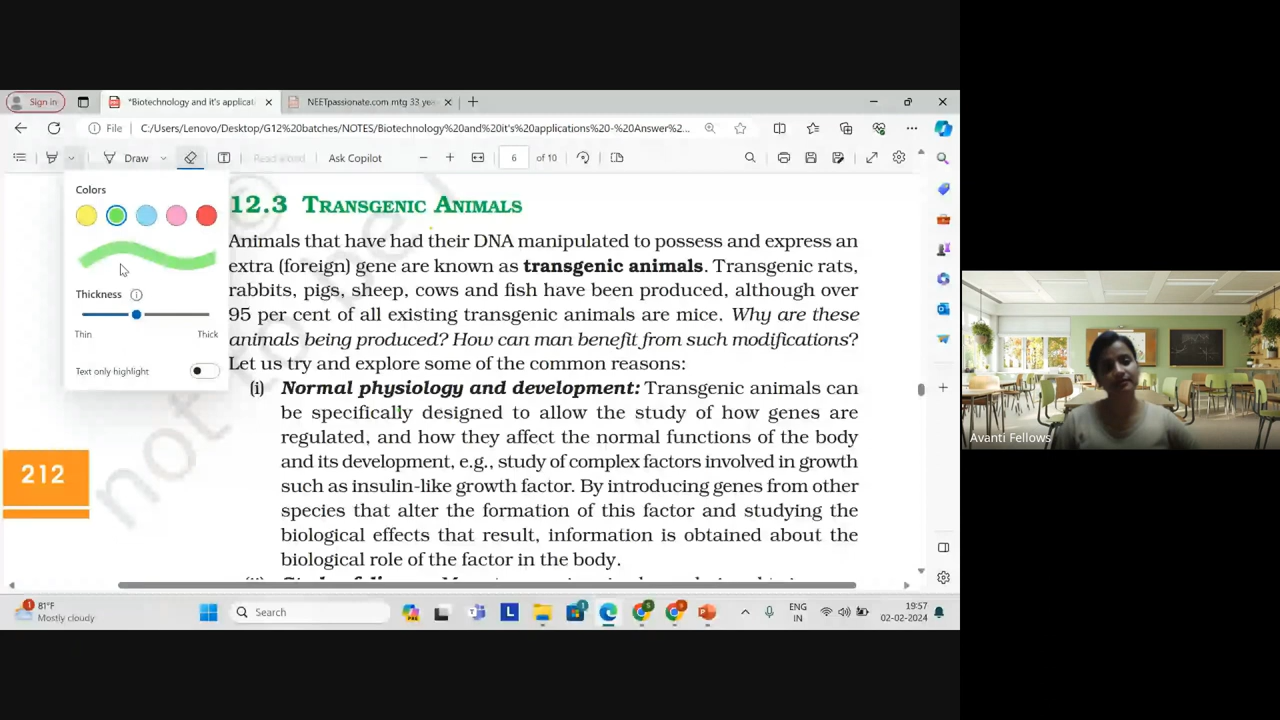 Sign in
*Biotechnology and it's applicati
NEETpassionate.com mtg 33 ye
File
C:/Users/Lenovo/Desktop/G12%20batches/NOTES/Biotechnology%20and%20it's%20applications%20-%20Answer%2...
Draw
Read aloud
Ask Copilot
6
of 10
Colors
Thickness
Thin
Thick
Text only highlight
12.3 TRANSGENIC ANIMALS
Animals that have had their DNA manipulated to possess and express an
extra (foreign) gene are known as transgenic animals. Transgenic rats,
rabbits, pigs, sheep, cows and fish have been produced, although over
95 per cent of all existing transgenic animals are mice. Why are these
animals being produced? How can man benefit from such modifications?
Let us try and explore some of the common reasons:
(i) Normal physiology and development: Transgenic animals can
be specifically designed to allow the study of how genes are
regulated, and how they affect the normal functions of the body
and its development, e.g., study of complex factors involved in growth
such as insulin-like growth factor. By introducing genes from other
species that alter the formation of this factor and studying the
biological effects that result, information is obtained about the
biological role of the factor in the body.
212
not to be
©
Avanti Fellows
1
81°F
Mostly cloudy
Search
ENG
IN
19:57
02-02-2024